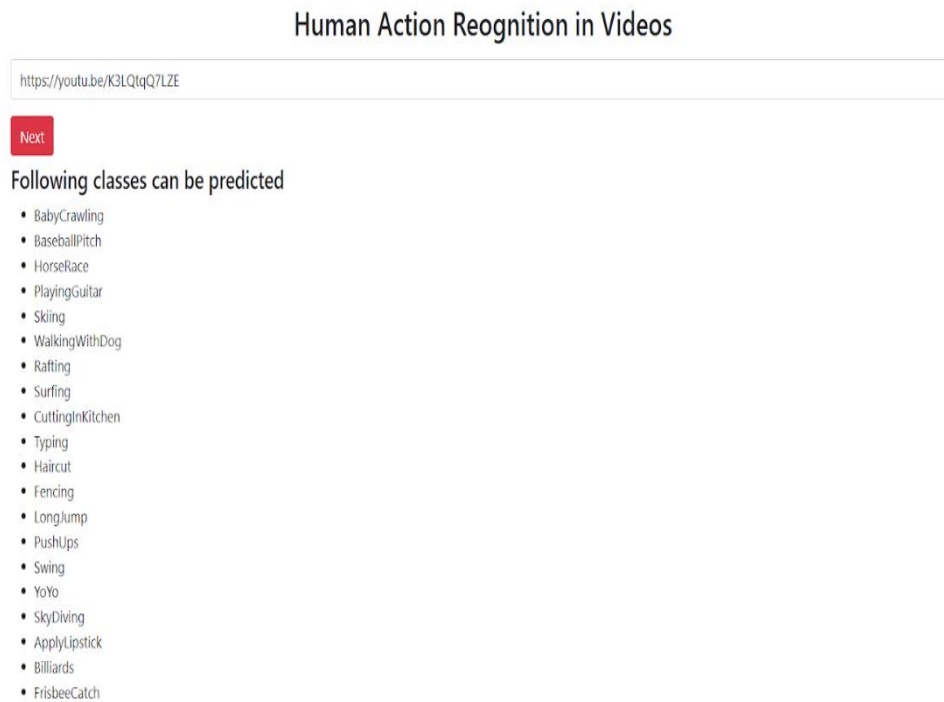 Human Action Reognition in Videos
https://youtu.be/K3LQtqQ7LZE
Next
Following classes can be predicted
BabyCrawling
BaseballPitch
HorseRace
PlayingGuitar
Skiing
WalkingWithDog
Rafting
Surfing
CuttingInKitchen
Typing
Haircut
Fencing
LongJump
PushUps
Swing
YoYo
SkyDiving
ApplyLipstick
Billiards
FrisbeeCatch